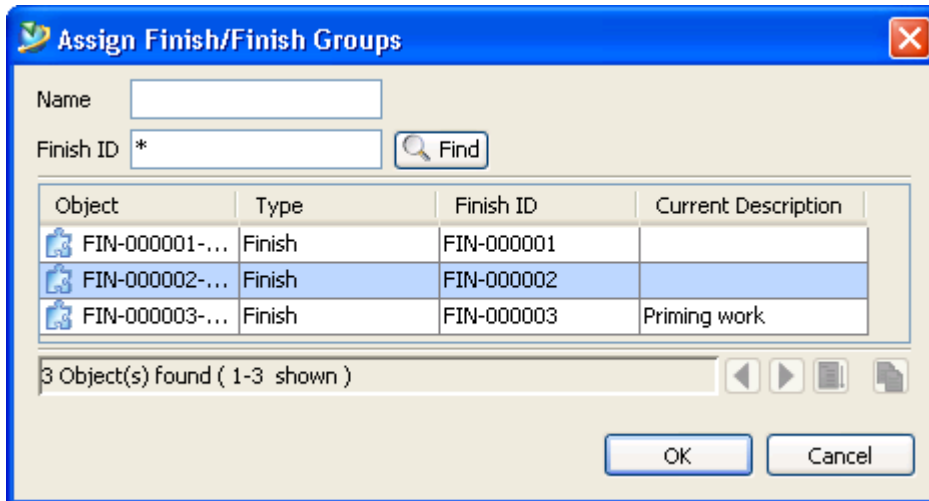 Assign Finish/Finish Groups
Name
Finish ID * Find
Object Type Finish ID Current Description
FIN-000001-... Finish FIN-000001
FIN-000002-... Finish FIN-000002
FIN-000003-... Finish FIN-000003 Priming work
3 Object(s) found ( 1-3 shown )
OK Cancel